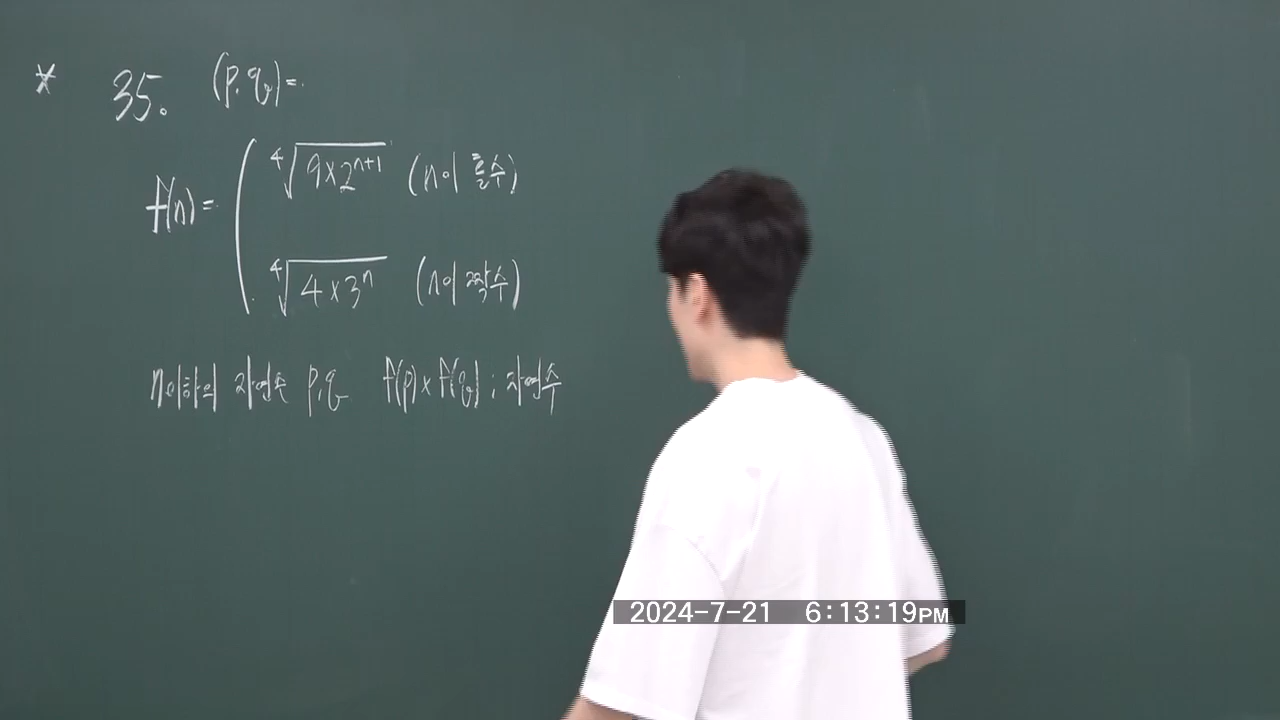 * 35. (p, q) =
f(n) = ⁴√(9×2ⁿ⁺¹) (n이 홀수)
⁴√(4×3ⁿ) (n이 짝수)
이하의 자연수 p, q f(p) × f(q) ; 자연수
2024-7-21 6:13:19PM